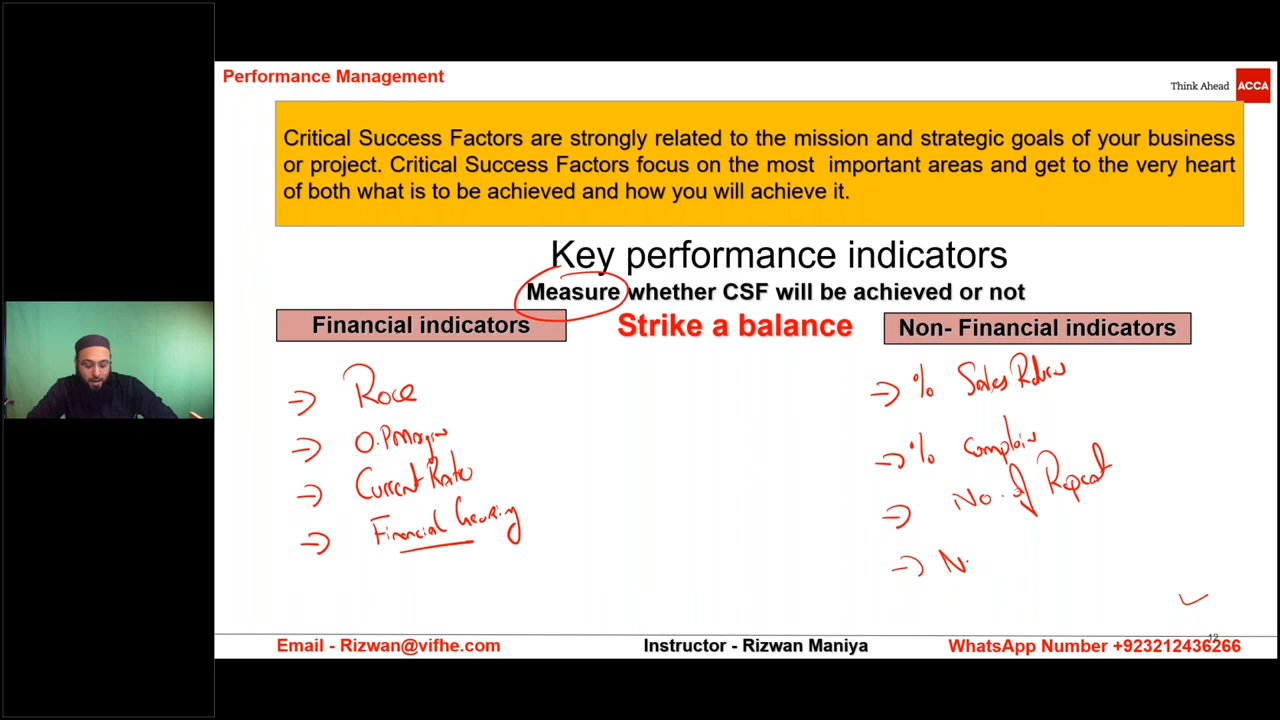 Performance Management
Think Ahead ACCA
Critical Success Factors are strongly related to the mission and strategic goals of your business
or project. Critical Success Factors focus on the most important areas and get to the very heart
of both what is to be achieved and how you will achieve it.
Key performance indicators
Measure whether CSF will be achieved or not
Financial indicators
Strike a balance
Non- Financial indicators
→ Roce
→ O.P Margin
→ Current Ratio
→ Financial Gearing
→ % Sales Return
→ % Complain
→ No. of Repeat
→ N.
12
Email - Rizwan@vifhe.com
Instructor - Rizwan Maniya
WhatsApp Number +923212436266